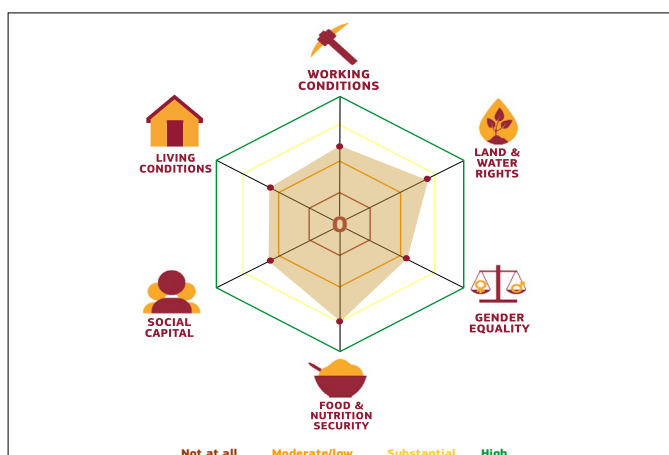 WORKING
CONDITIONS
LIVING
CONDITIONS
LAND &
WATER
RIGHTS
0
SOCIAL
CAPITAL
GENDER
EQUALITY
FOOD &
NUTRITION
SECURITY
Not at all Moderate/low Substantial High